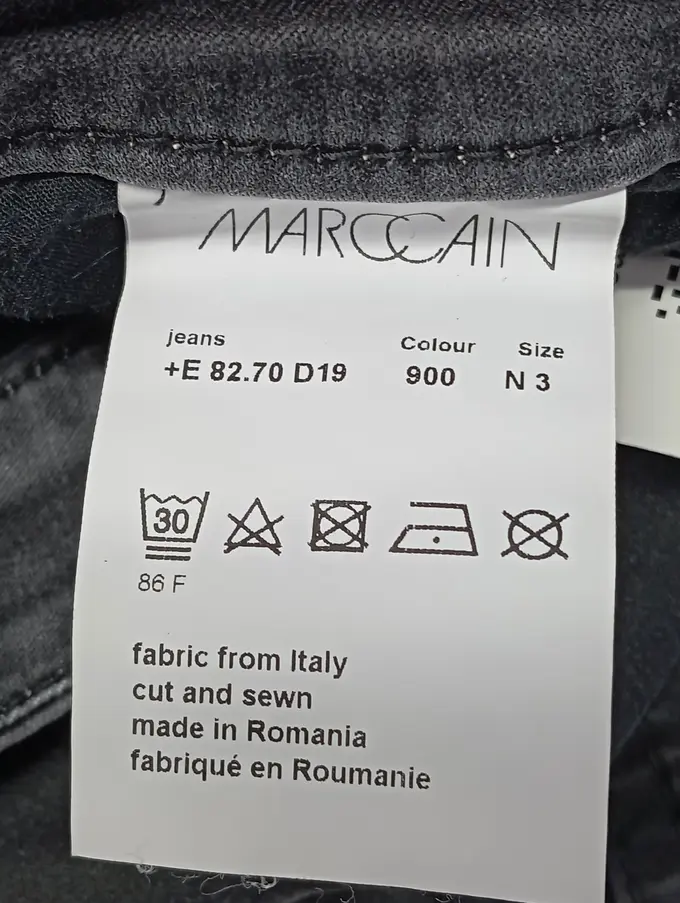 MARCCAIN
jeans Colour Size
+E 82.70 D19 900 N 3
30
86 F
fabric from Italy
cut and sewn
made in Romania
fabriqué en Roumanie